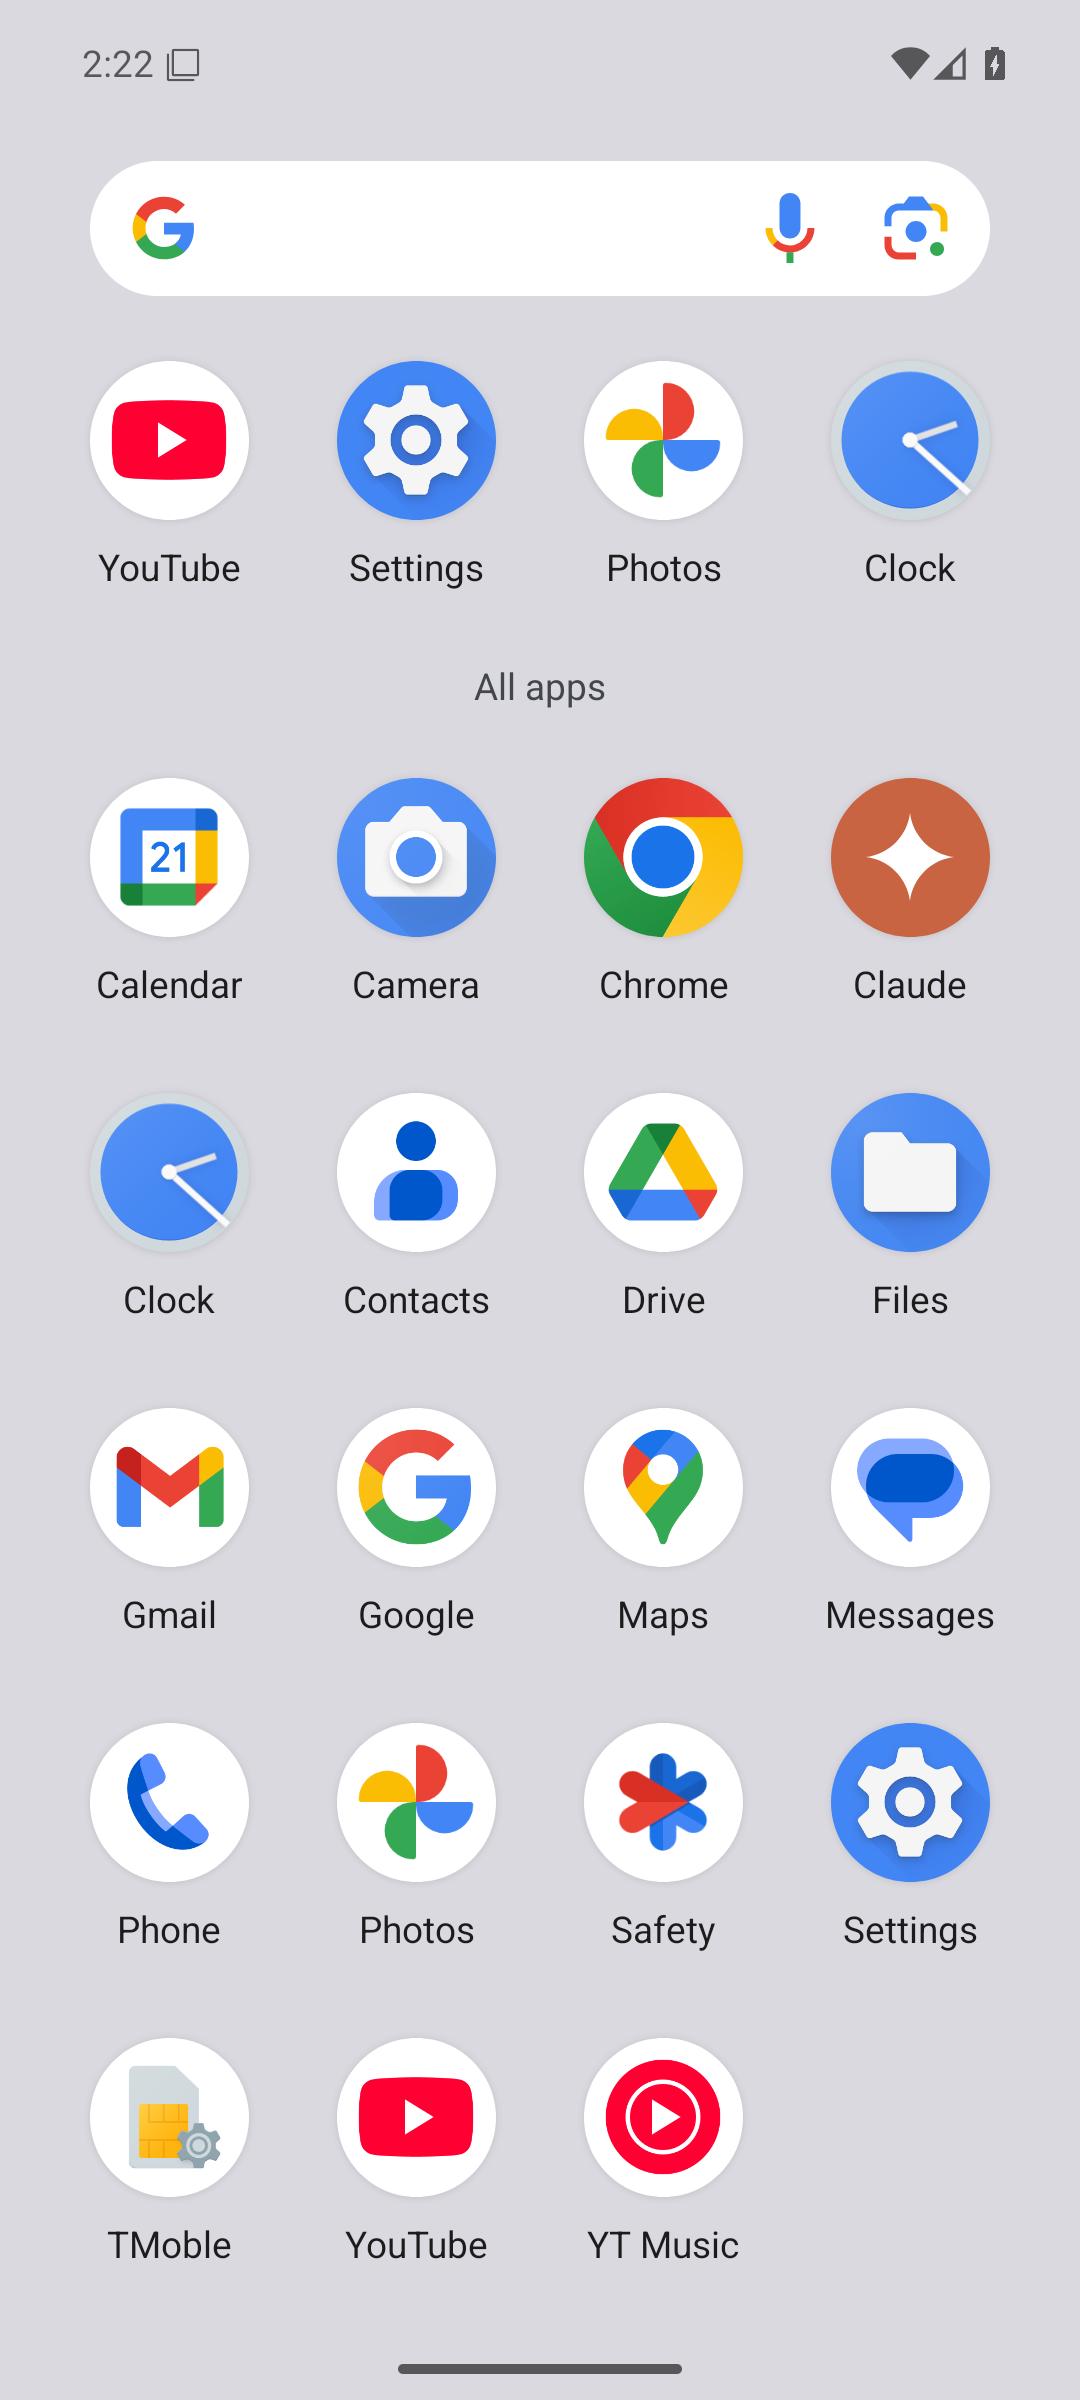 2:22
YouTube Settings Photos Clock
All apps
21
Calendar Camera Chrome Claude
Clock Contacts Drive Files
Gmail Google Maps Messages
Phone Photos Safety Settings
TMoble YouTube YT Music